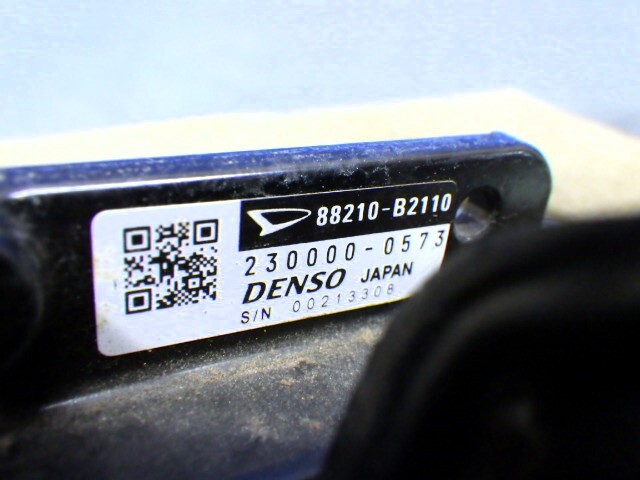 88210-B2110
230000-0573
DENSO JAPAN
S/N 00213308